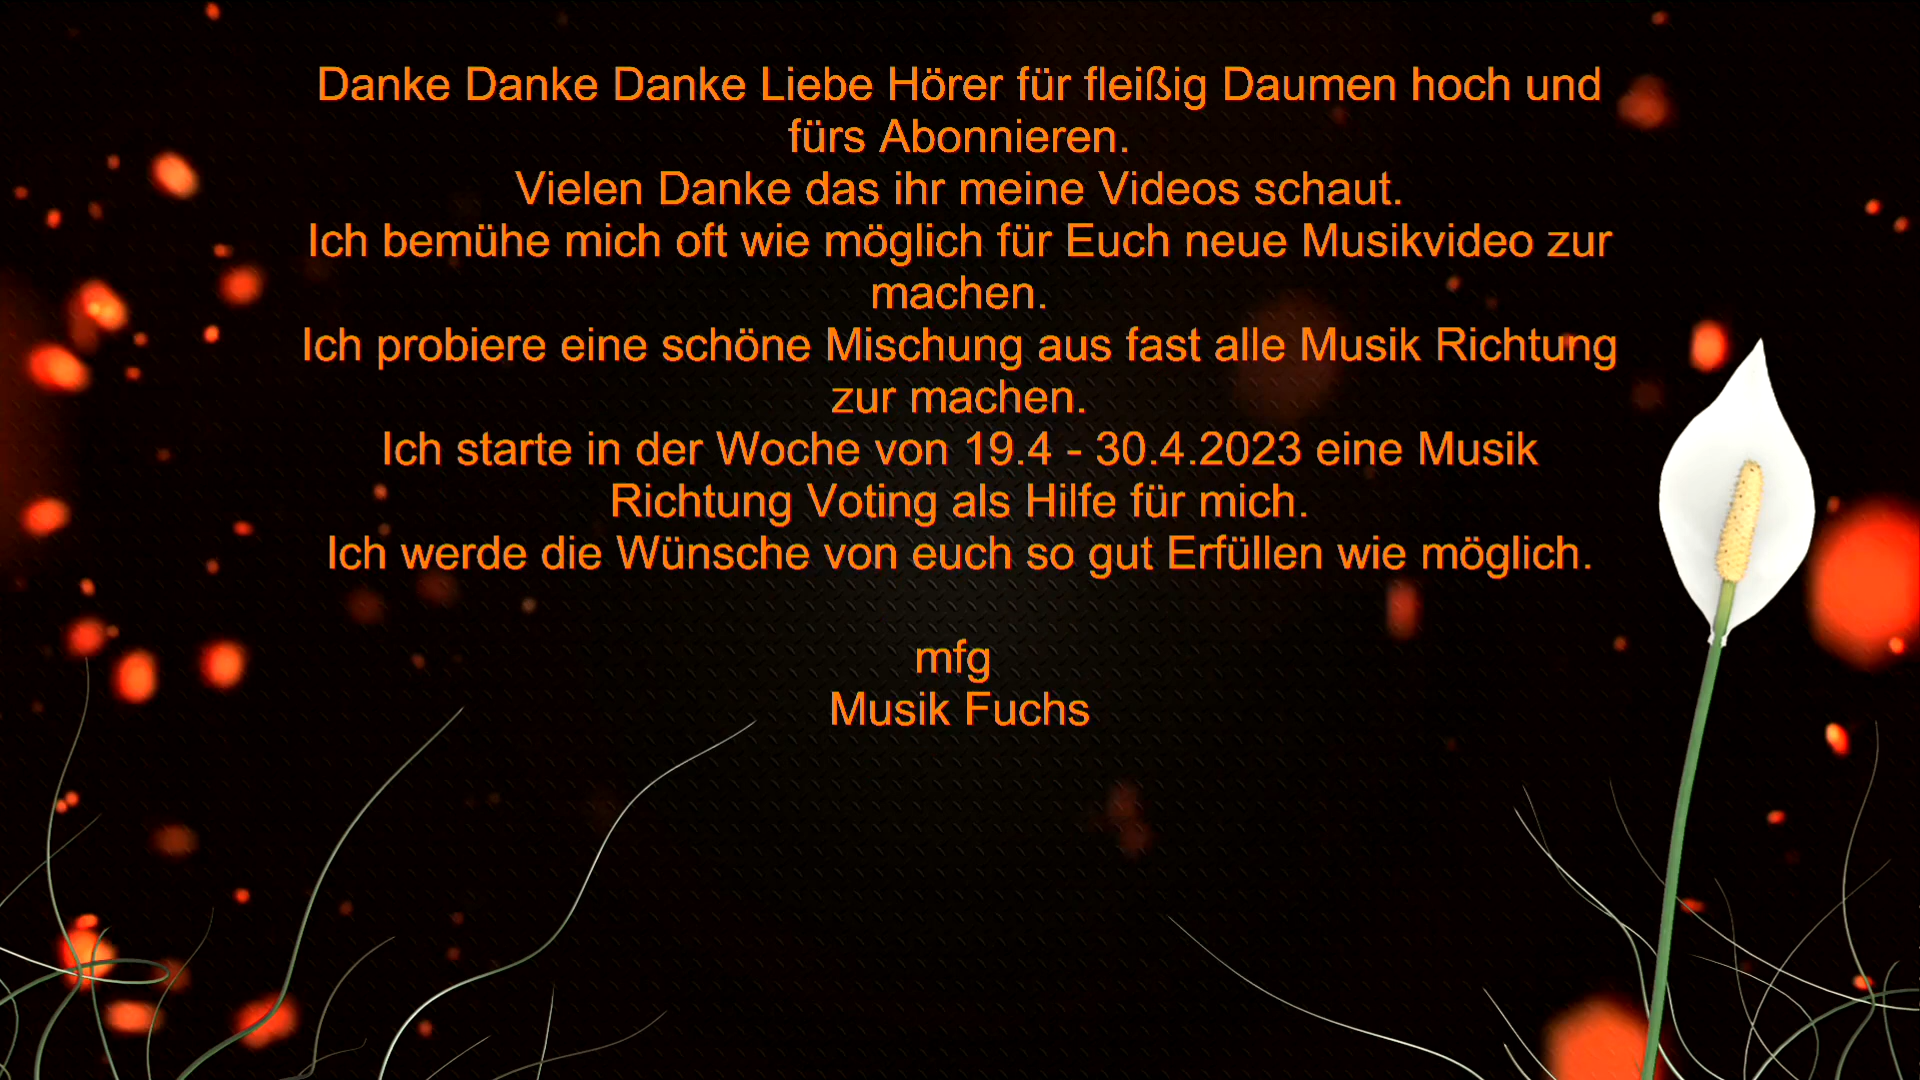 Danke Danke Danke Liebe Hörer für fleißig Daumen hoch und
fürs Abonnieren.
Vielen Danke das ihr meine Videos schaut.
Ich bemühe mich oft wie möglich für Euch neue Musikvideo zur
machen.
Ich probiere eine schöne Mischung aus fast alle Musik Richtung
zur machen.
Ich starte in der Woche von 19.4 - 30.4.2023 eine Musik
Richtung Voting als Hilfe für mich.
Ich werde die Wünsche von euch so gut Erfüllen wie möglich.
mfg
Musik Fuchs